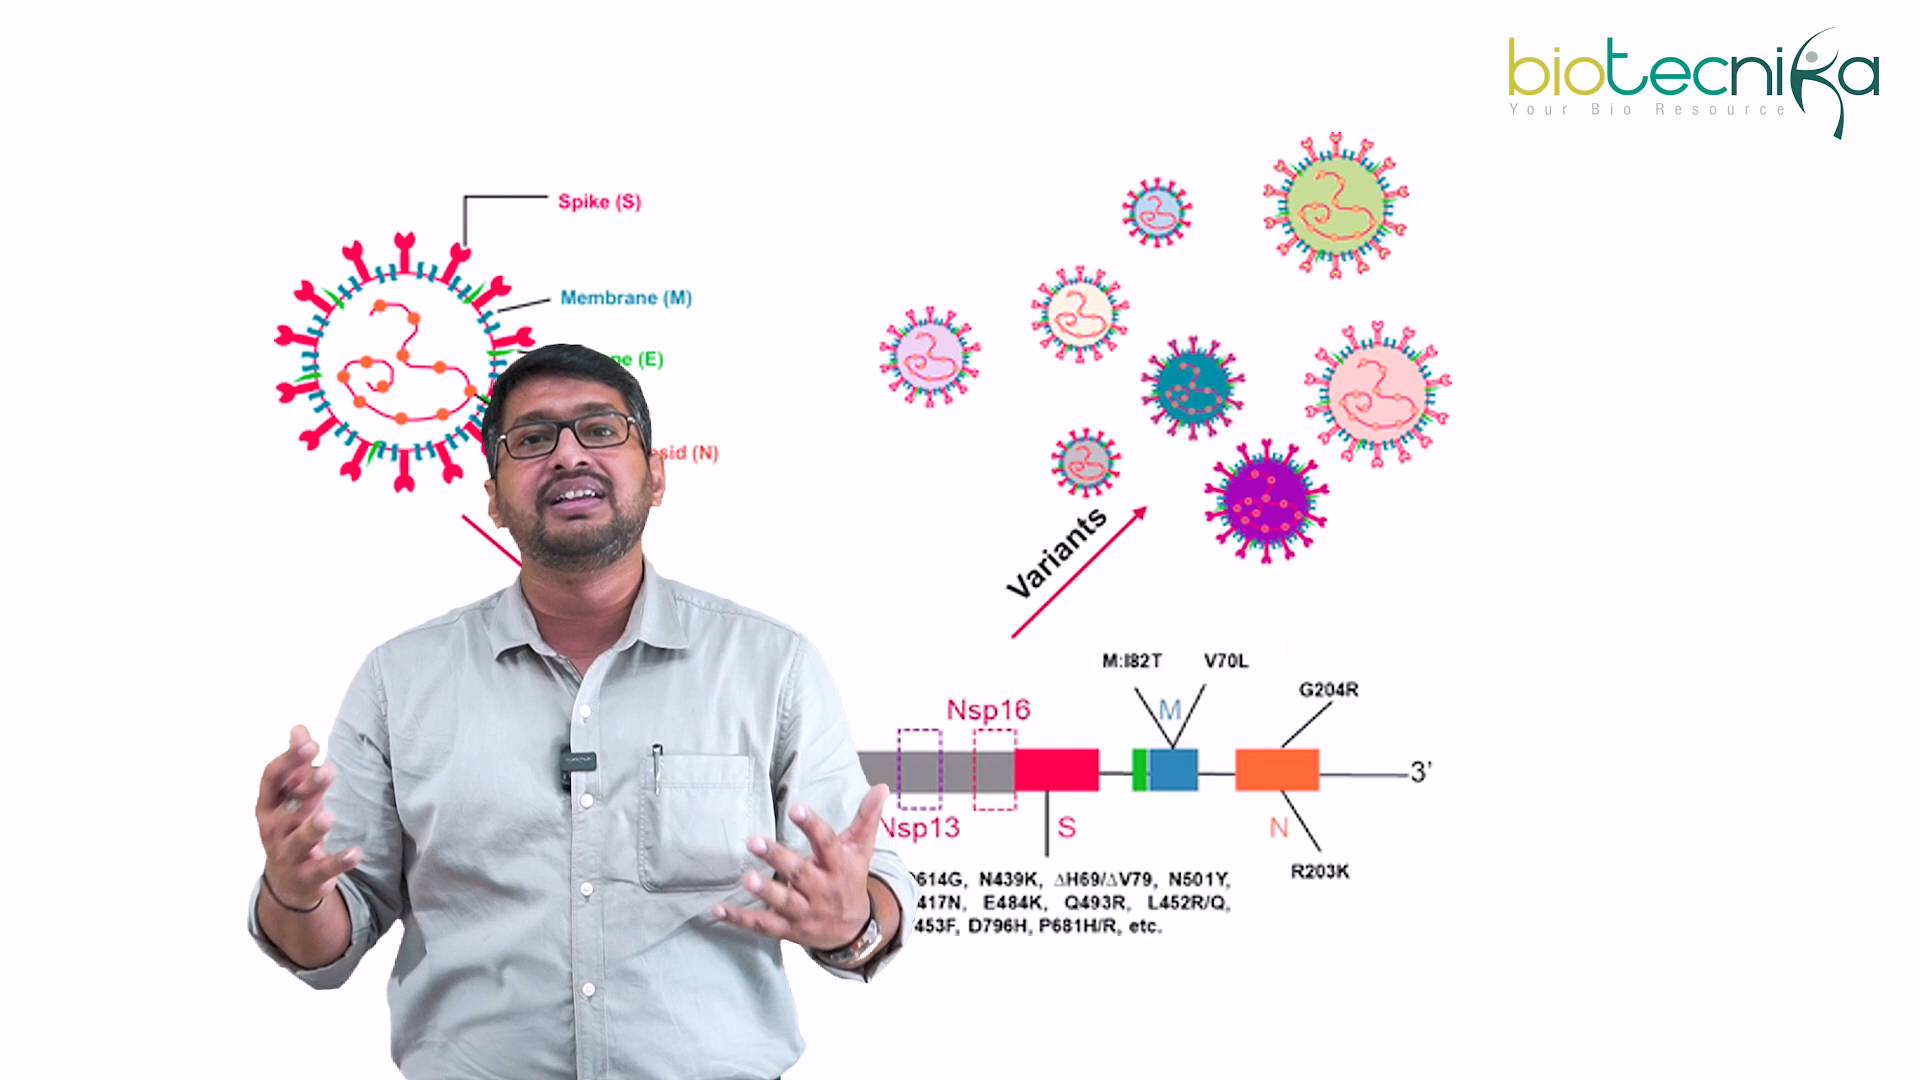 biotecnika
Your Bio Resource
Spike (S)
Membrane (M)
(E)
(N)
Variants
M:I82T V70L
G204R
Nsp16
M
3’
Nsp13
S
N
R203K
N439K, ΔH69/ΔV79, N501Y,
E484K, Q493R, L452R/Q,
D796H, P681H/R, etc.